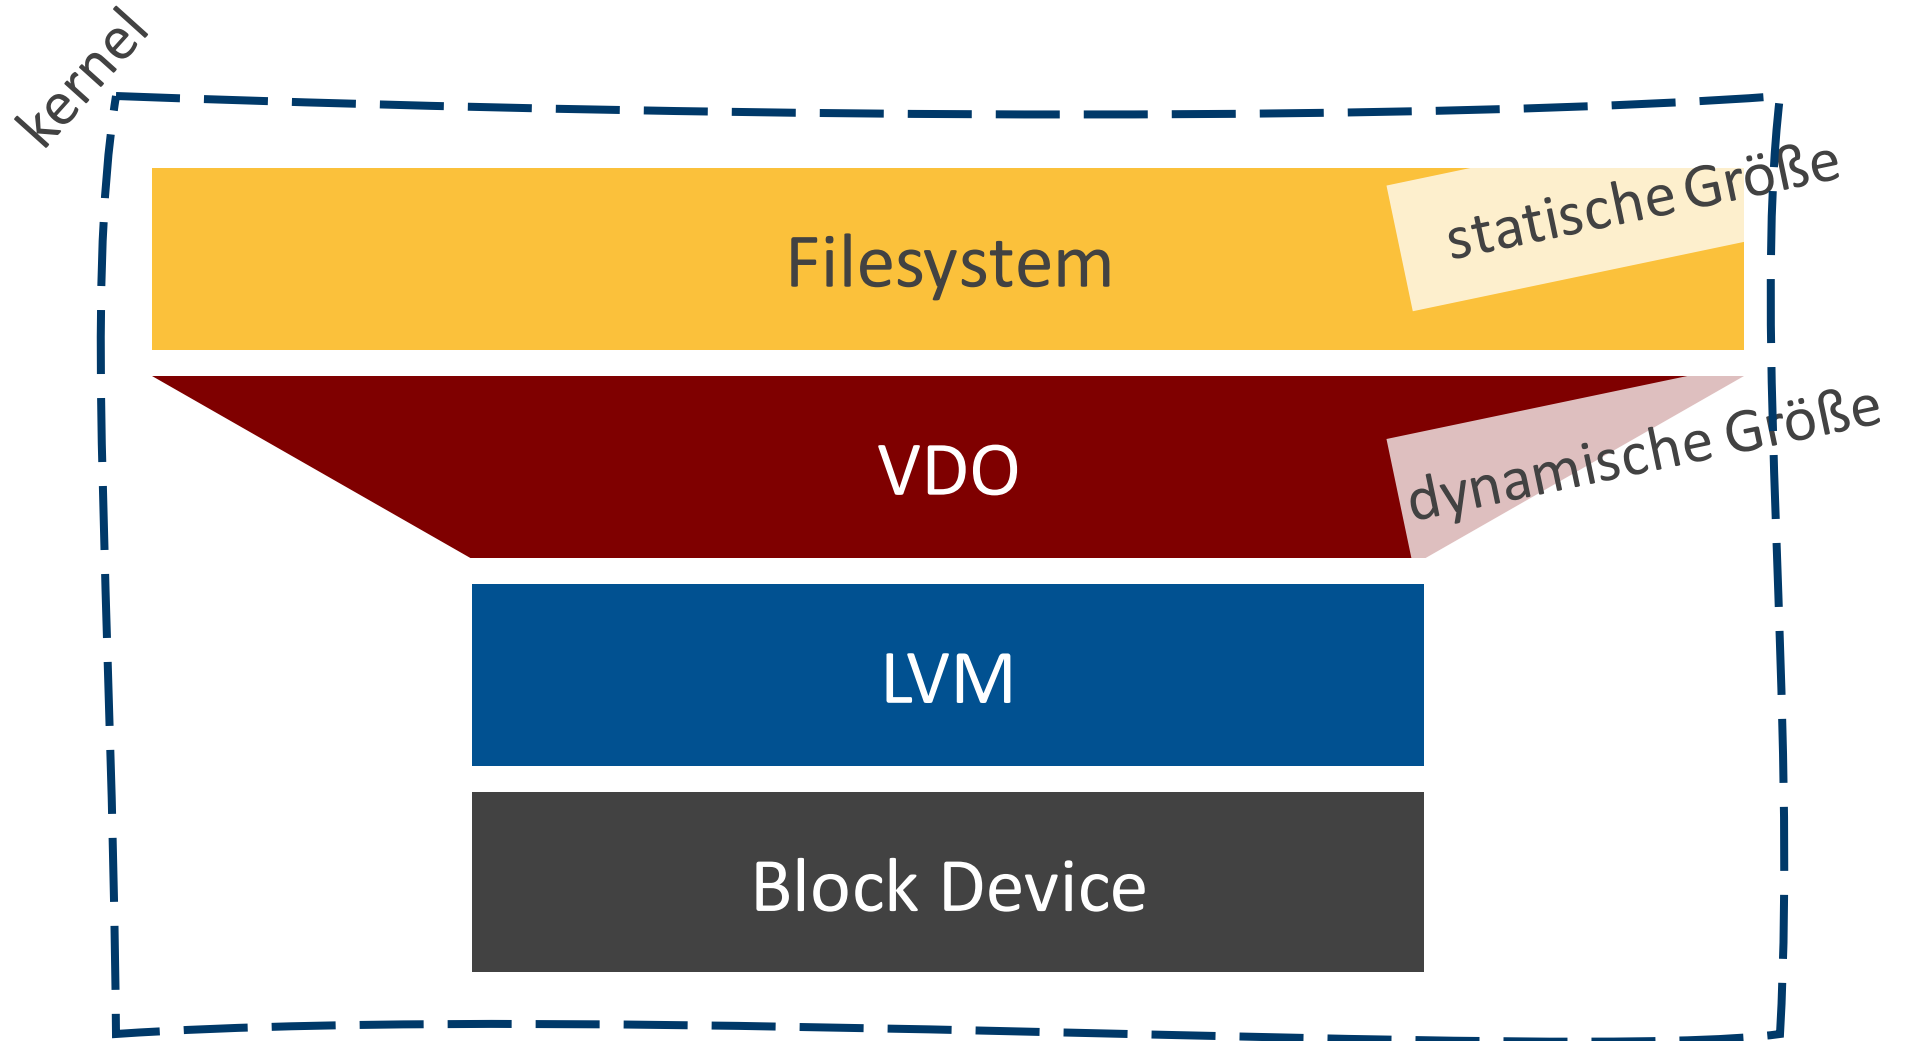 kernel
statische Größe
Filesystem
dynamische Größe
VDO
LVM
Block Device